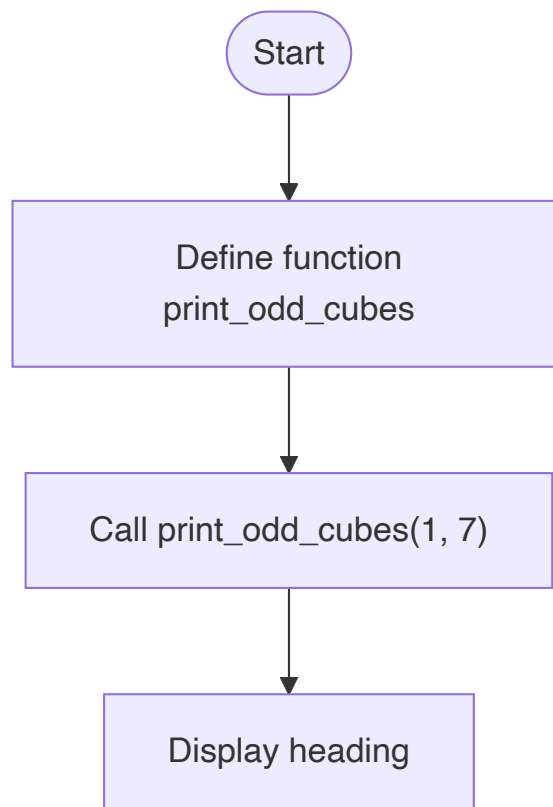 Start
Define function
print_odd_cubes
Call print_odd_cubes(1, 7)
Display heading